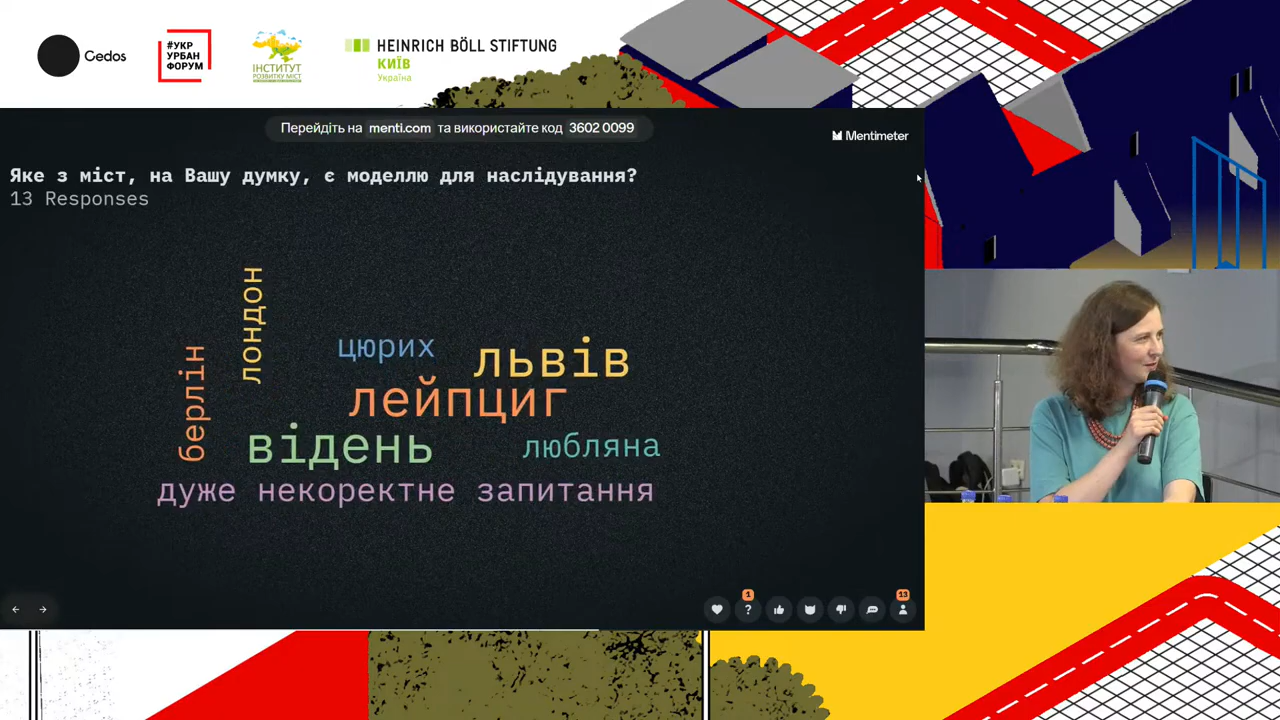 Cedos
#УКР
УРБАН
ФОРУМ
ІНСТИТУТ
РОЗВИТКУ МІСТ
HEINRICH BÖLL STIFTUNG
КИЇВ
Україна
Перейдіть на menti.com та використайте код 3602 0099
Mentimeter
Яке з міст, на Вашу думку, є моделлю для наслідування?
13 Responses
лондон
берлін
цюрих
львів
лейпциг
відень
любляна
дуже некоректне запитання
1
13